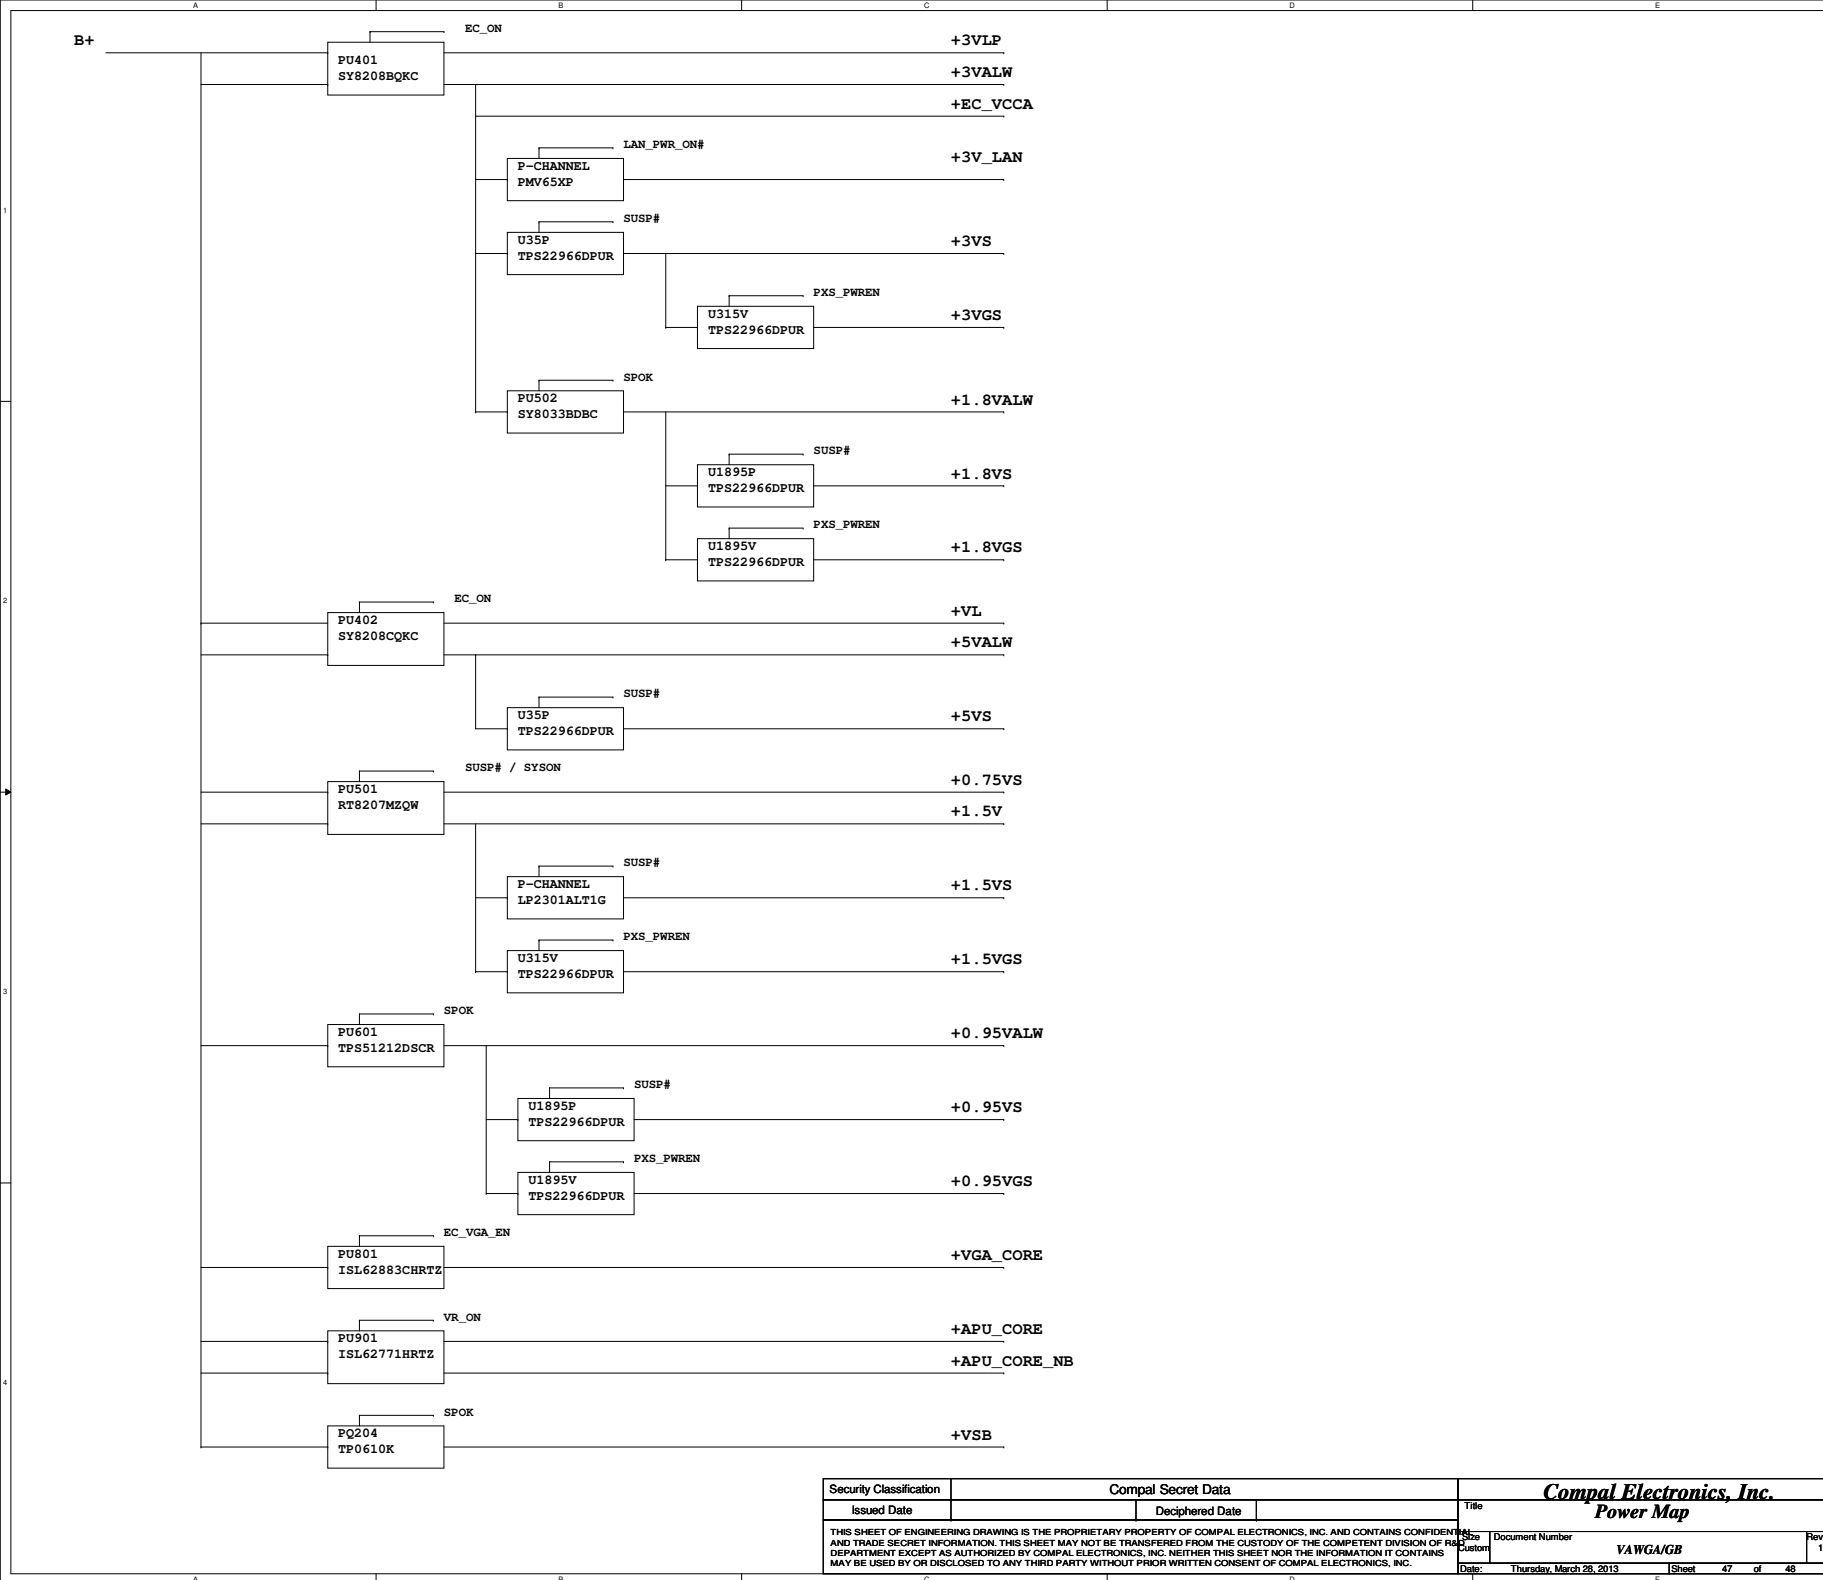 A B C D E
B+
EC_ON
PU401
SY8208BQKC
+3VLP
+3VALW
+EC_VCCA
LAN_PWR_ON#
P-CHANNEL
PMV65XP
+3V_LAN
1
SUSP#
U35P
TPS22966DPUR
+3VS
PXS_PWREN
U315V
TPS22966DPUR
+3VGS
SPOK
PU502
SY8033BDBC
+1.8VALW
SUSP#
U1895P
TPS22966DPUR
+1.8VS
PXS_PWREN
U1895V
TPS22966DPUR
+1.8VGS
2
EC_ON
PU402
SY8208CQKC
+VL
+5VALW
SUSP#
U35P
TPS22966DPUR
+5VS
SUSP# / SYSON
PU501
RT8207MZQW
+0.75VS
+1.5V
SUSP#
P-CHANNEL
LP2301ALT1G
+1.5VS
PXS_PWREN
U315V
TPS22966DPUR
+1.5VGS
3
SPOK
PU601
TPS51212DSCR
+0.95VALW
SUSP#
U1895P
TPS22966DPUR
+0.95VS
PXS_PWREN
U1895V
TPS22966DPUR
+0.95VGS
EC_VGA_EN
PU801
ISL62883CHRTZ
+VGA_CORE
VR_ON
PU901
ISL62771HRTZ
+APU_CORE
+APU_CORE_NB
4
SPOK
PQ204
TP0610K
+VSB
Security Classification
Compal Secret Data
Issued Date
Deciphered Date
THIS SHEET OF ENGINEERING DRAWING IS THE PROPRIETARY PROPERTY OF COMPAL ELECTRONICS, INC. AND CONTAINS CONFIDENTIAL
AND TRADE SECRET INFORMATION. THIS SHEET MAY NOT BE TRANSFERED FROM THE CUSTODY OF THE COMPETENT DIVISION OF R&D
DEPARTMENT EXCEPT AS AUTHORIZED BY COMPAL ELECTRONICS, INC. NEITHER THIS SHEET NOR THE INFORMATION IT CONTAINS
MAY BE USED BY OR DISCLOSED TO ANY THIRD PARTY WITHOUT PRIOR WRITTEN CONSENT OF COMPAL ELECTRONICS, INC.
Compal Electronics, Inc.
Title
Power Map
Size
Custom
Document Number
VAWGA/GB
Rev
1
Date: Thursday, March 28, 2013
Sheet 47 of 48
A B C D E